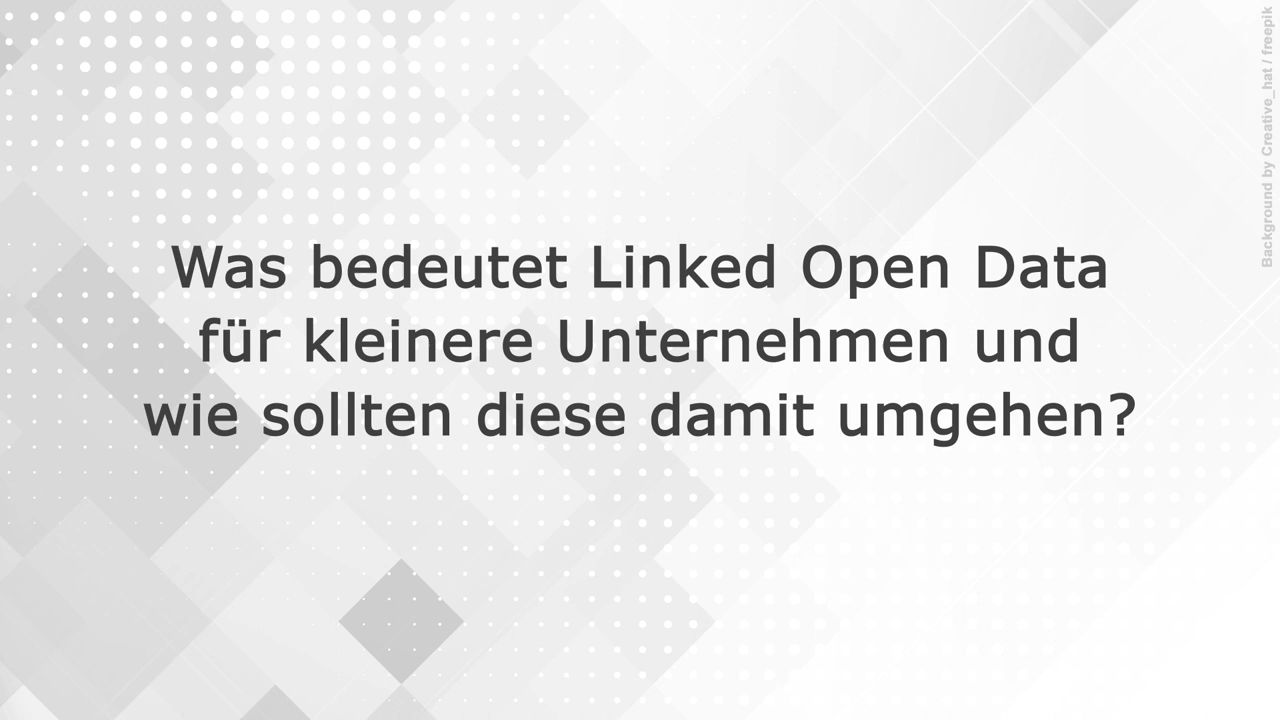 Was bedeutet Linked Open Data
für kleinere Unternehmen und
wie sollten diese damit umgehen?
Background by Creative_hat / freepik